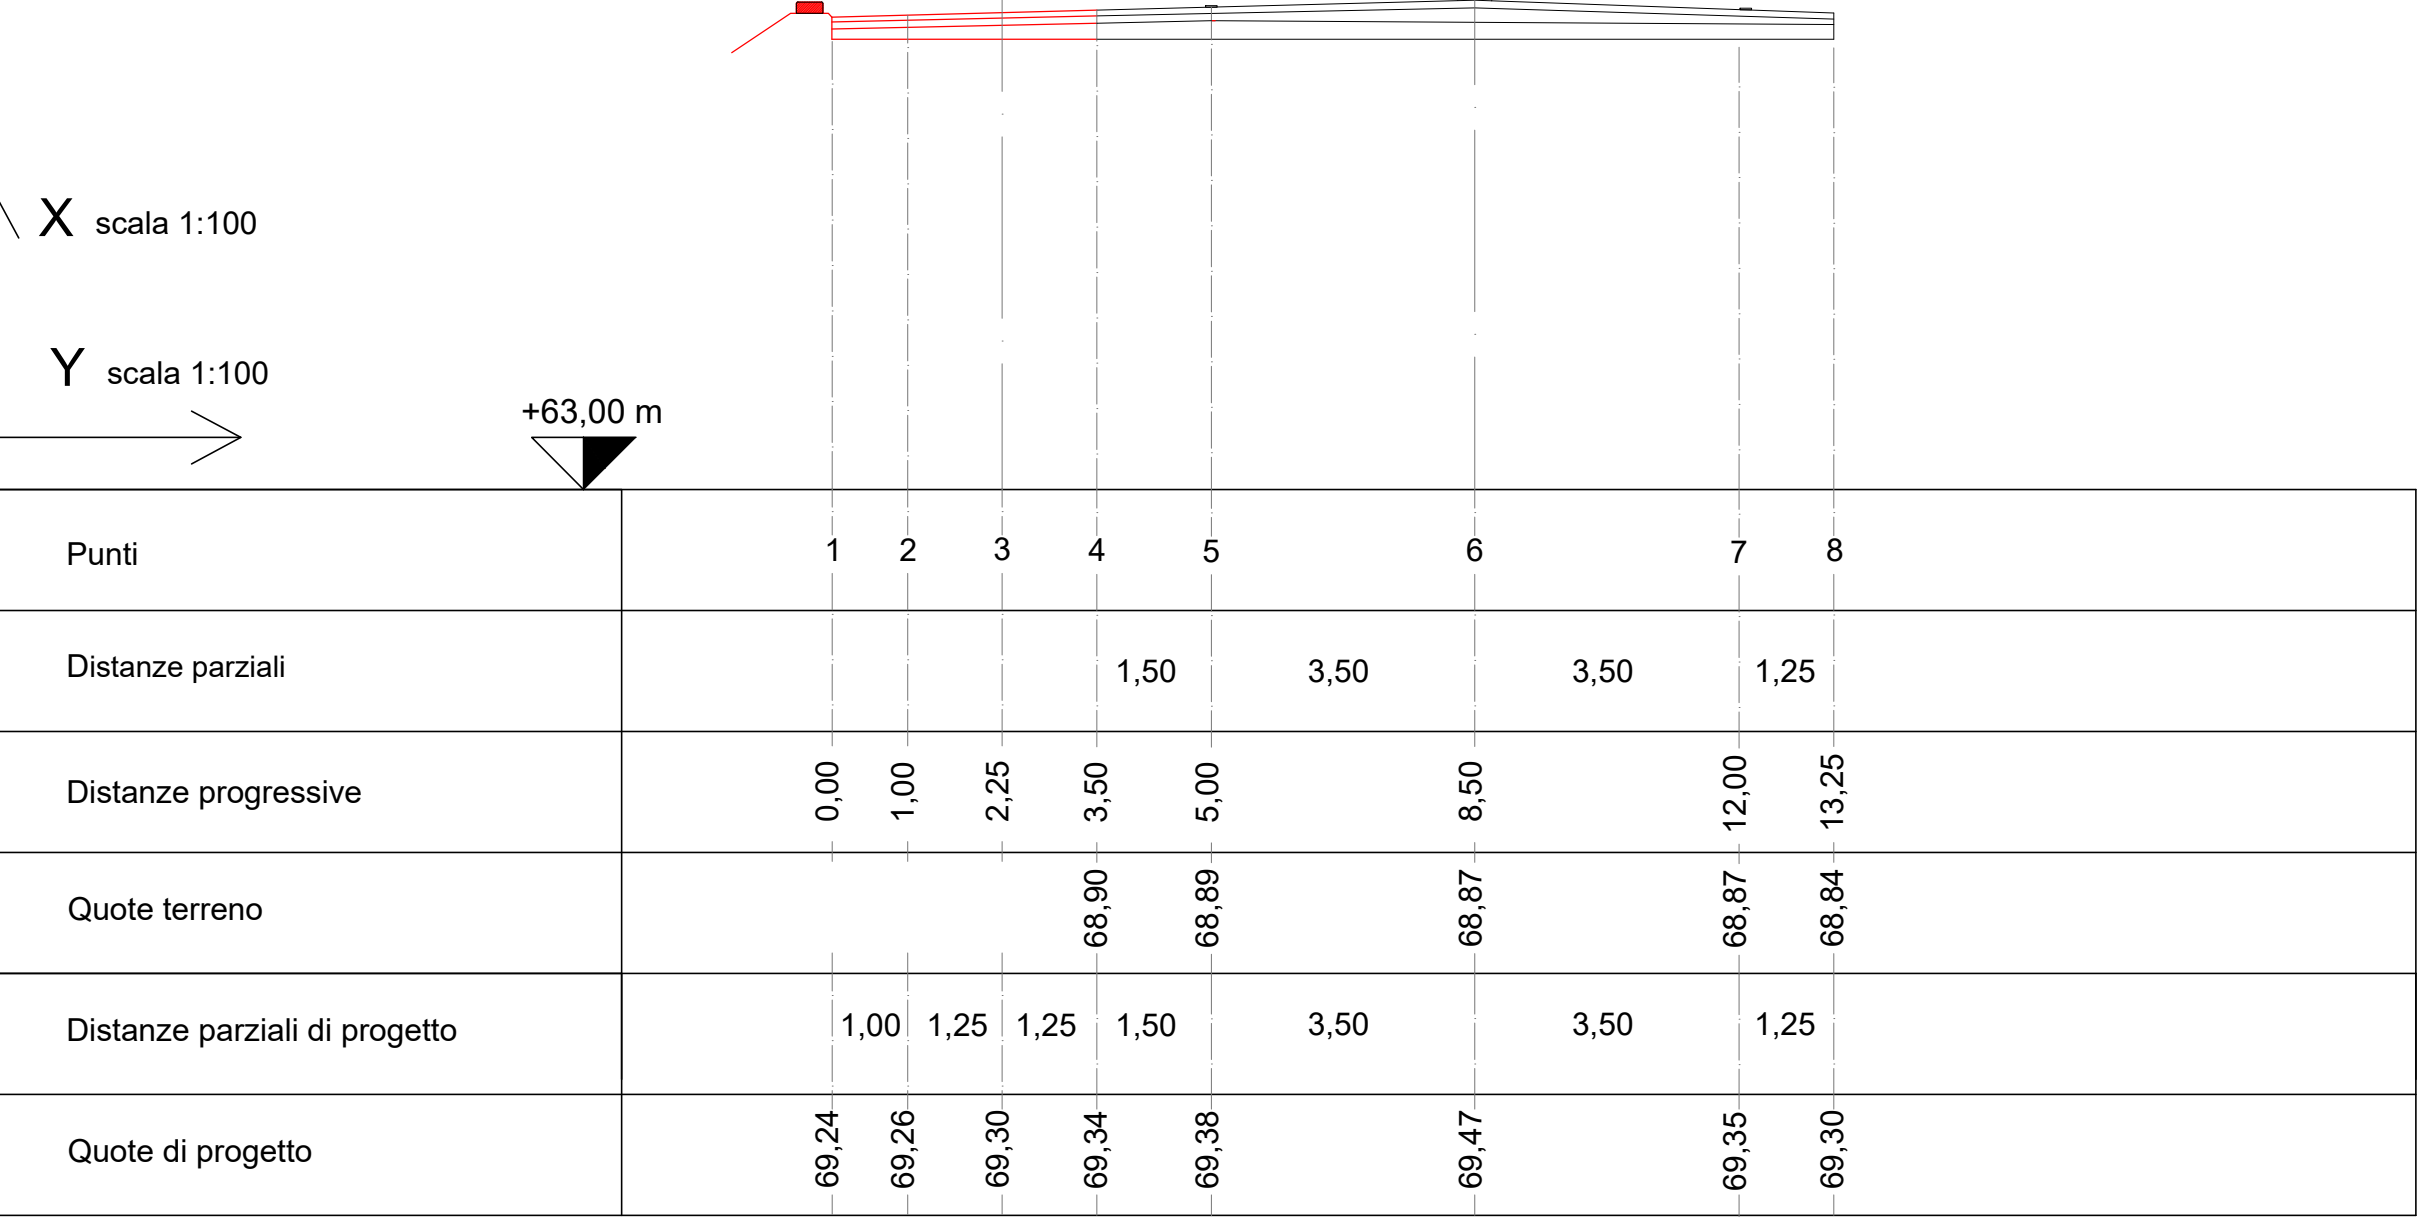 X scala 1:100
Y scala 1:100
+63,00 m
Punti 1 2 3 4 5 6 7 8
Distanze parziali 1,50 3,50 3,50 1,25
Distanze progressive 0,00 1,00 2,25 3,50 5,00 8,50 12,00 13,25
Quote terreno 68,90 68,89 68,87 68,87 68,84
Distanze parziali di progetto 1,00 1,25 1,25 1,50 3,50 3,50 1,25
Quote di progetto 69,24 69,26 69,30 69,34 69,38 69,47 69,35 69,30